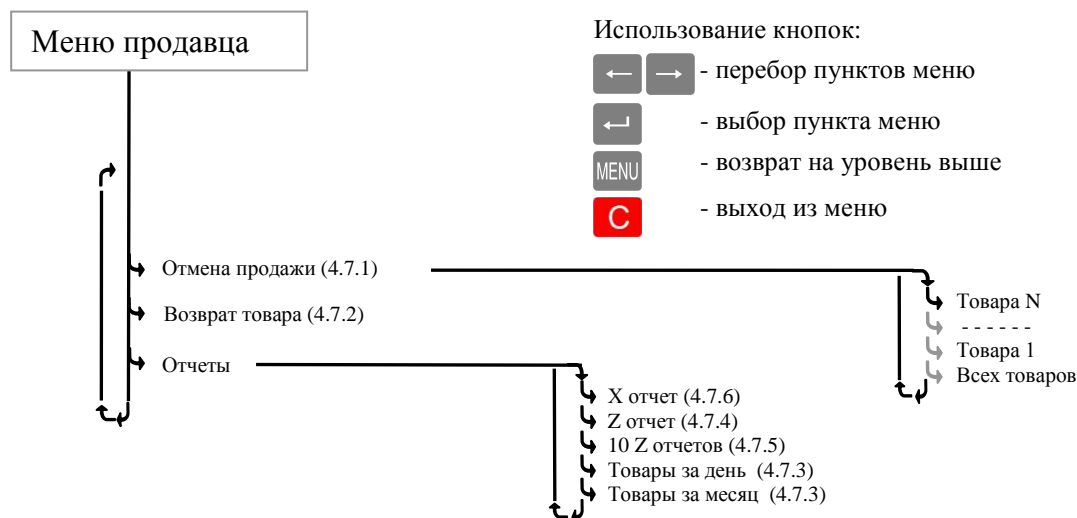 Меню продавца
Использование кнопок:
← → - перебор пунктов меню
↵ - выбор пункта меню
MENU - возврат на уровень выше
C - выход из меню
Отмена продажи (4.7.1)
Возврат товара (4.7.2)
Отчеты
Товара N
- - - - - -
Товара 1
Всех товаров
X отчет (4.7.6)
Z отчет (4.7.4)
10 Z отчетов (4.7.5)
Товары за день (4.7.3)
Товары за месяц (4.7.3)